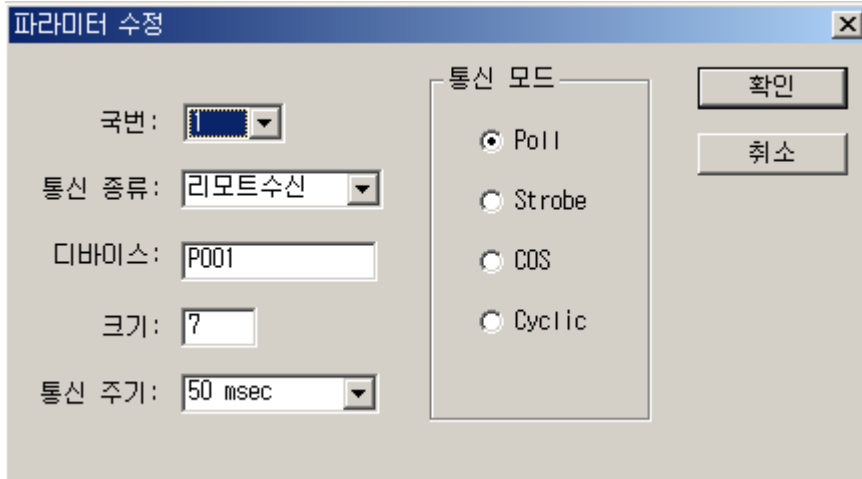 파라미터 수정
국번: 1
통신 종류: 리모트수신
디바이스: P001
크기: 7
통신 주기: 50 msec
통신 모드
Poll
Strobe
COS
Cyclic
확인
취소